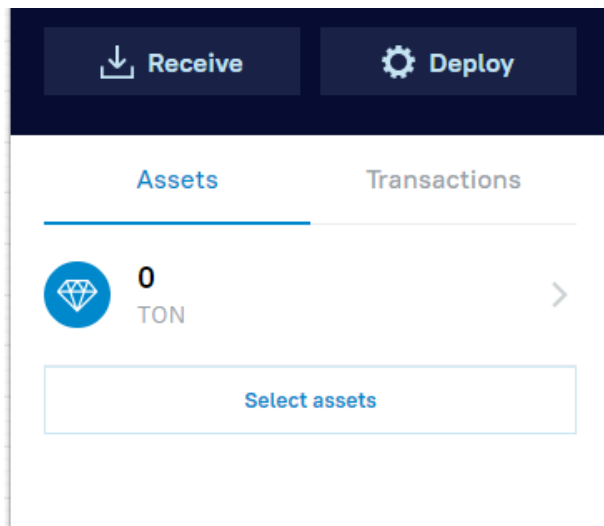 Receive
Deploy
Assets
Transactions
0
TON
Select assets